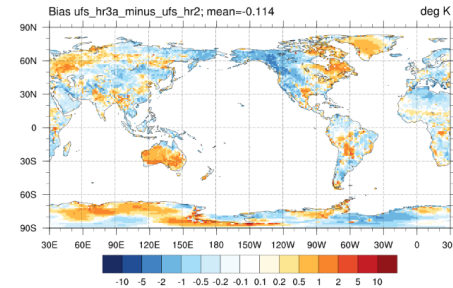 Bias ufs_hr3a_minus_ufs_hr2; mean=-0.114 deg K
90N
60N
30N
0
30S
60S
90S
30E 60E 90E 120E 150E 180 150W 120W 90W 60W 30W 0 30
-10 -5 -2 -1 -0.5 -0.2 -0.1 0.1 0.2 0.5 1 2 5 10